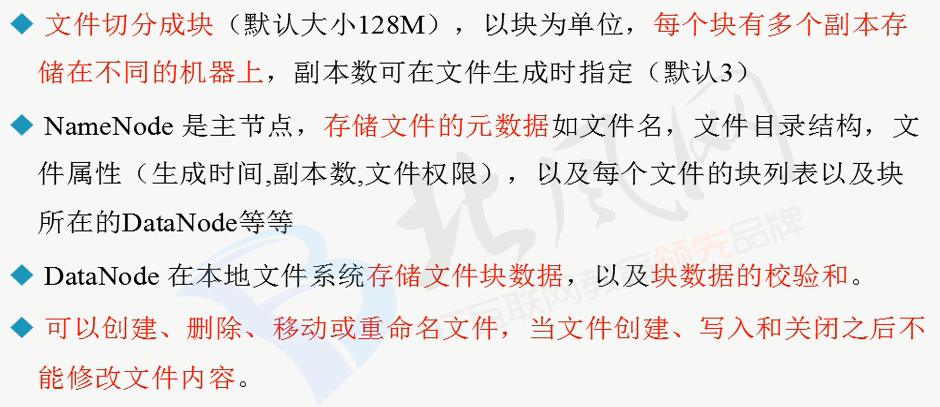 文件切分成块（默认大小128M），以块为单位，每个块有多个副本存
储在不同的机器上，副本数可在文件生成时指定（默认3）
NameNode 是主节点，存储文件的元数据如文件名，文件目录结构，文
件属性（生成时间,副本数,文件权限），以及每个文件的块列表以及块
所在的DataNode等等
DataNode 在本地文件系统存储文件块数据，以及块数据的校验和。
可以创建、删除、移动或重命名文件，当文件创建、写入和关闭之后不
能修改文件内容。
北风网
领先品牌